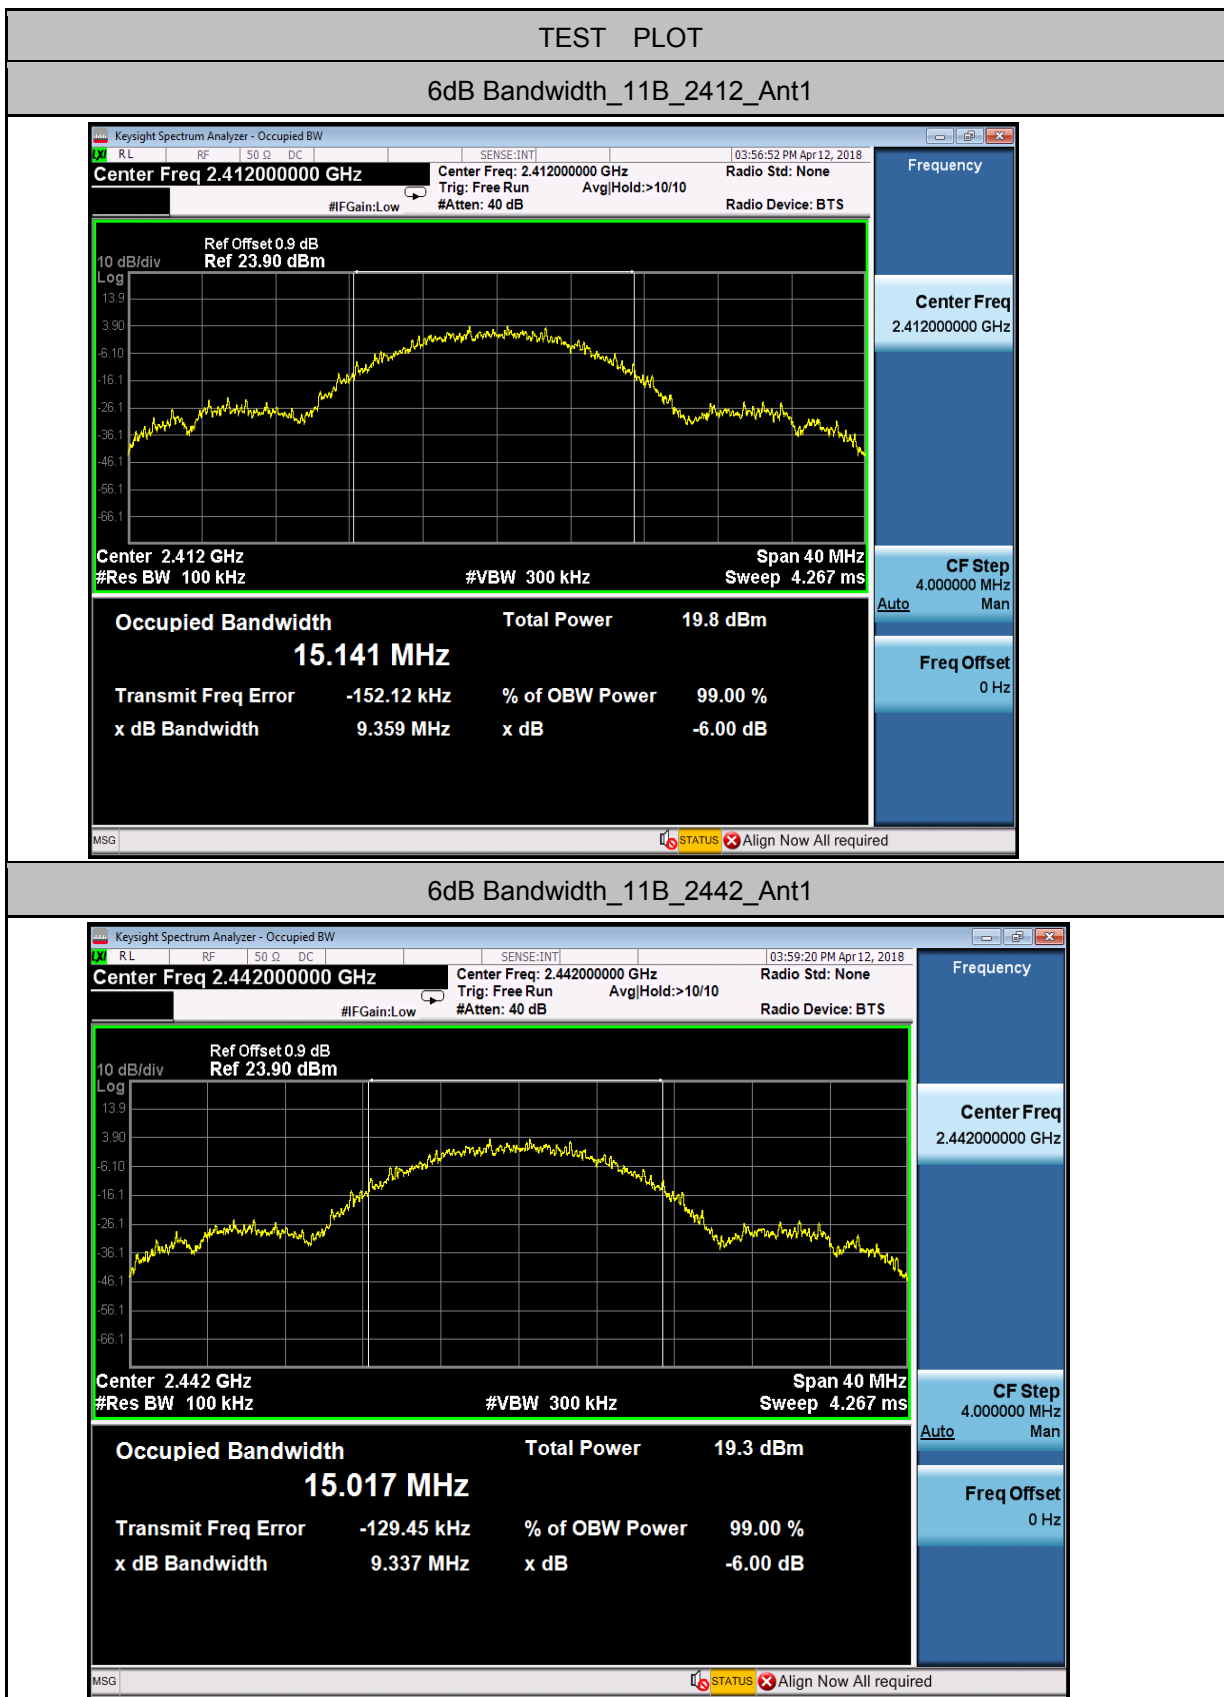 TEST PLOT
6dB Bandwidth_11B_2412_Ant1
Keysight Spectrum Analyzer - Occupied BW
LXI RL RF 50 Ω DC SENSE:INT 03:56:52 PM Apr 12, 2018
Center Freq 2.412000000 GHz
Center Freq: 2.412000000 GHz
Radio Std: None
Trig: Free Run Avg|Hold:>10/10
#IFGain:Low #Atten: 40 dB Radio Device: BTS
Frequency
Ref Offset 0.9 dB
10 dB/div Ref 23.90 dBm
Log
13.9
3.90
-6.10
-16.1
-26.1
-36.1
-46.1
-56.1
-66.1
Center 2.412 GHz Span 40 MHz
#Res BW 100 kHz #VBW 300 kHz Sweep 4.267 ms
Center Freq
2.412000000 GHz
CF Step
4.000000 MHz
Auto Man
Freq Offset
0 Hz
Occupied Bandwidth Total Power 19.8 dBm
15.141 MHz
Transmit Freq Error -152.12 kHz % of OBW Power 99.00 %
x dB Bandwidth 9.359 MHz x dB -6.00 dB
MSG STATUS Align Now All required
6dB Bandwidth_11B_2442_Ant1
Keysight Spectrum Analyzer - Occupied BW
LXI RL RF 50 Ω DC SENSE:INT 03:59:20 PM Apr 12, 2018
Center Freq 2.442000000 GHz
Center Freq: 2.442000000 GHz
Radio Std: None
Trig: Free Run Avg|Hold:>10/10
#IFGain:Low #Atten: 40 dB Radio Device: BTS
Frequency
Ref Offset 0.9 dB
10 dB/div Ref 23.90 dBm
Log
13.9
3.90
-6.10
-16.1
-26.1
-36.1
-46.1
-56.1
-66.1
Center 2.442 GHz Span 40 MHz
#Res BW 100 kHz #VBW 300 kHz Sweep 4.267 ms
Center Freq
2.442000000 GHz
CF Step
4.000000 MHz
Auto Man
Freq Offset
0 Hz
Occupied Bandwidth Total Power 19.3 dBm
15.017 MHz
Transmit Freq Error -129.45 kHz % of OBW Power 99.00 %
x dB Bandwidth 9.337 MHz x dB -6.00 dB
MSG STATUS Align Now All required